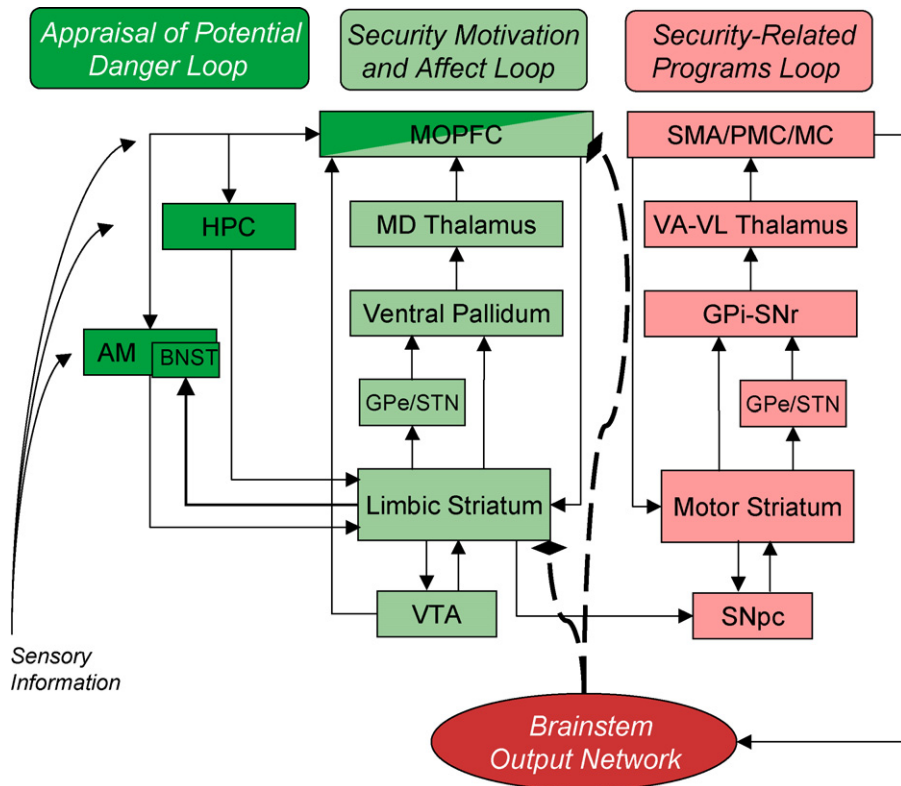 Appraisal of Potential
Danger Loop
Security Motivation
and Affect Loop
Security-Related
Programs Loop
MOPFC
SMA/PMC/MC
HPC
MD Thalamus
VA-VL Thalamus
Ventral Pallidum
GPi-SNr
AM
BNST
GPe/STN
GPe/STN
Limbic Striatum
Motor Striatum
VTA
SNpc
Sensory
Information
Brainstem
Output Network